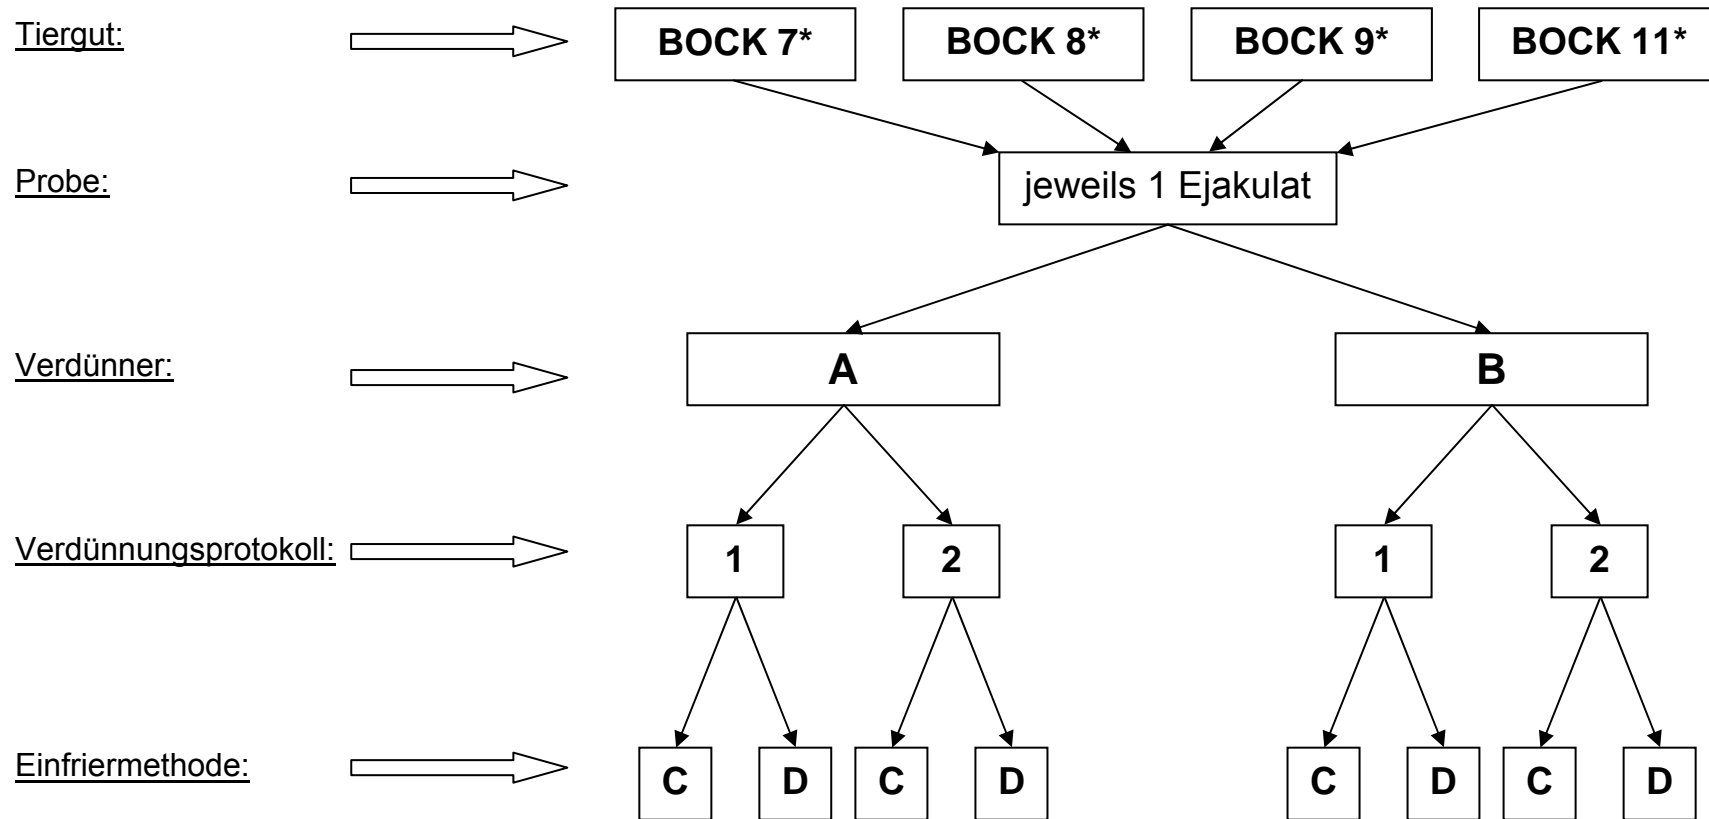 Tiergut: BOCK 7* BOCK 8* BOCK 9* BOCK 11*
Probe: jeweils 1 Ejakulat
Verdünner: A B
Verdünnungsprotokoll: 1 2 1 2
Einfriermethode: C D C D C D C D